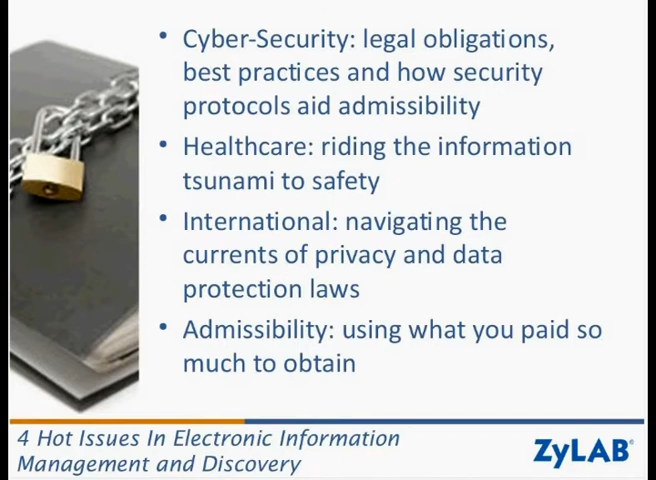 • Cyber-Security: legal obligations,
best practices and how security
protocols aid admissibility
• Healthcare: riding the information
tsunami to safety
• International: navigating the
currents of privacy and data
protection laws
• Admissibility: using what you paid so
much to obtain
4 Hot Issues In Electronic Information
Management and Discovery
ZyLAB®